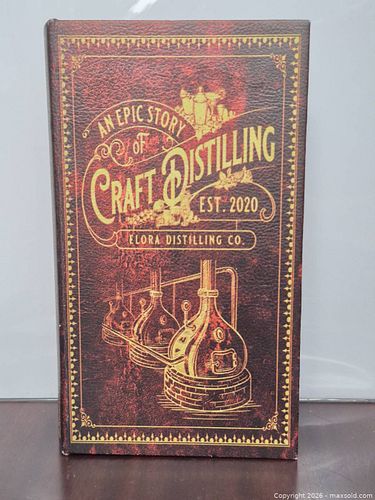 AN EPIC STORY
OF
CRAFT DISTILLING
EST. 2020
ELORA DISTILLING CO.
Copyright 2026 - maxsold.com